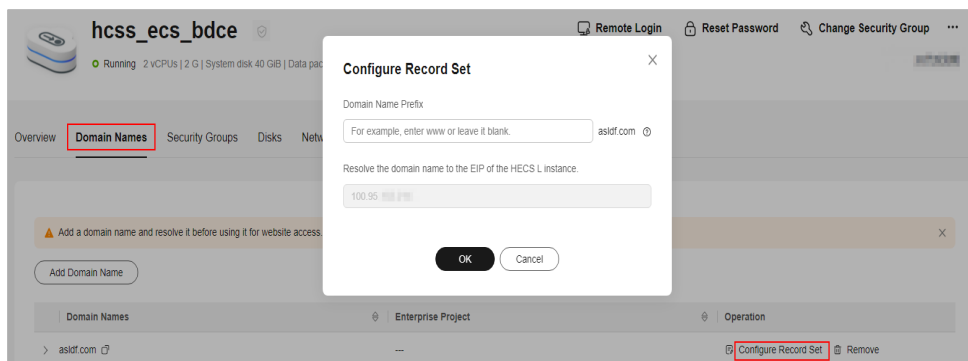 hcss_ecs_bdce
Remote Login Reset Password Change Security Group ...
Running 2 vCPUs | 2 G | System disk 40 GiB | Data pac
Configure Record Set
Domain Name Prefix
For example, enter www or leave it blank. asldf.com
Overview Domain Names Security Groups Disks Netw
Resolve the domain name to the EIP of the HECS L instance.
100.95.
Add a domain name and resolve it before using it for website access.
OK Cancel
Add Domain Name
Domain Names Enterprise Project Operation
asldf.com --- Configure Record Set Remove